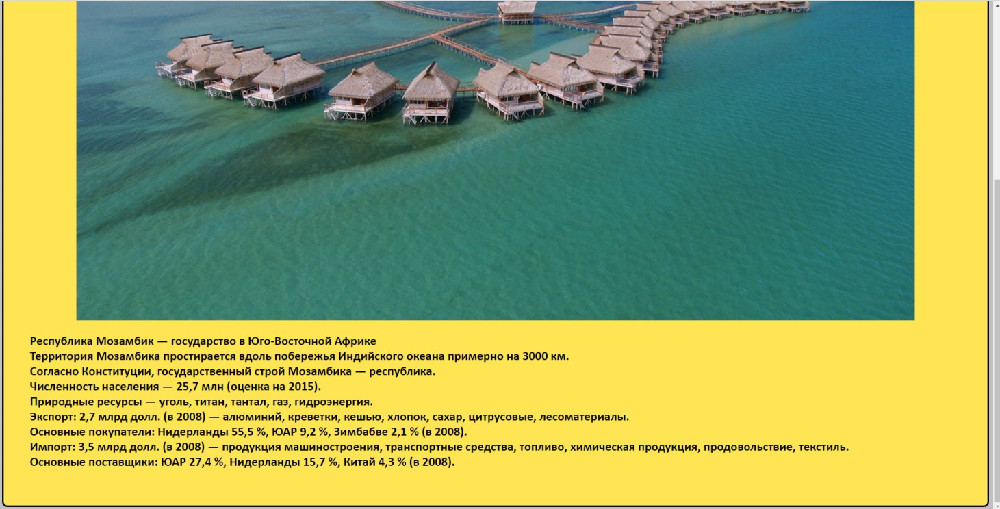 Республика Мозамбик — государство в Юго-Восточной Африке
Территория Мозамбика простирается вдоль побережья Индийского океана примерно на 3000 км.
Согласно Конституции, государственный строй Мозамбика — республика.
Численность населения — 25,7 млн (оценка на 2015).
Природные ресурсы — уголь, титан, тантал, газ, гидроэнергия.
Экспорт: 2,7 млрд долл. (в 2008) — алюминий, креветки, кешью, хлопок, сахар, цитрусовые, лесоматериалы.
Основные покупатели: Нидерланды 55,5 %, ЮАР 9,2 %, Зимбабве 2,1 % (в 2008).
Импорт: 3,5 млрд долл. (в 2008) — продукция машиностроения, транспортные средства, топливо, химическая продукция, продовольствие, текстиль.
Основные поставщики: ЮАР 27,4 %, Нидерланды 15,7 %, Китай 4,3 % (в 2008).